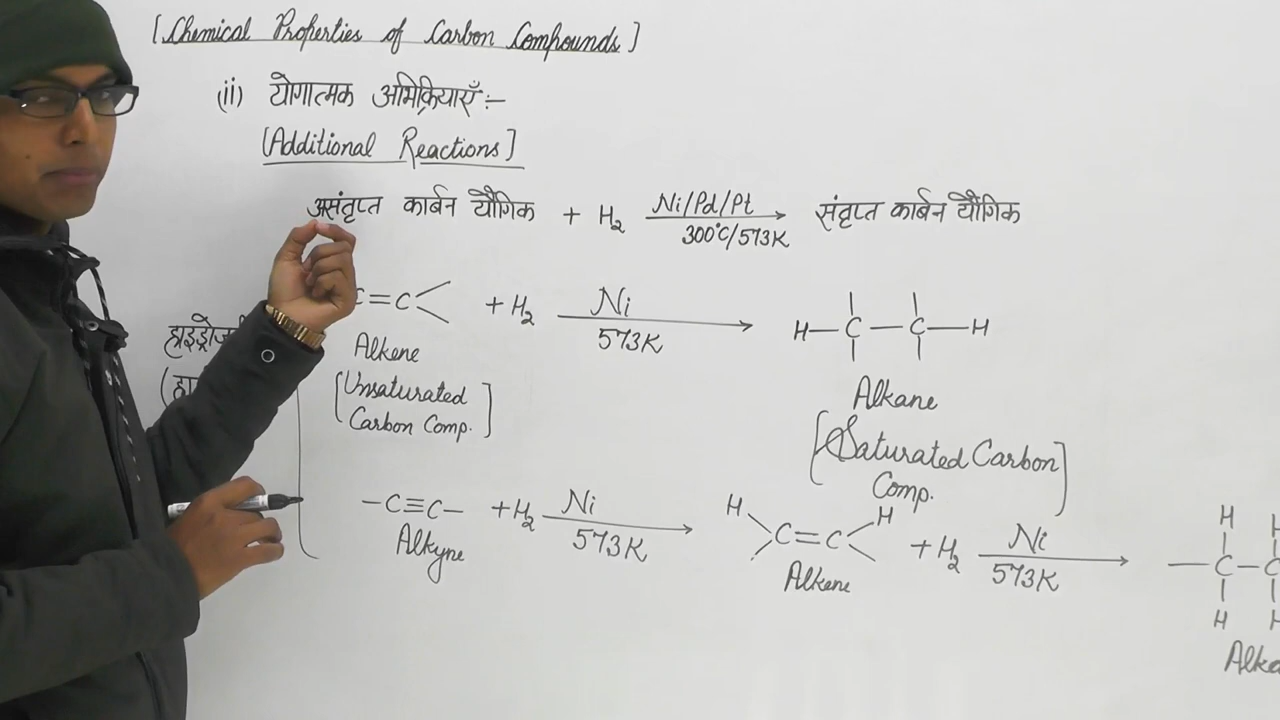 [Chemical Properties of Carbon Compounds]
(ii) योगात्मक अभिक्रियाएँ :-
[Additional Reactions]
असंतृप्त कार्बन यौगिक + H₂ Ni/Pd/Pt → 300°C/573K संतृप्त कार्बन यौगिक
=C + H₂ Ni → 573K H—C—C—H
Alkene
Alkane
[Unsaturated Carbon Comp.]
[Saturated Carbon Comp.]
—C≡C— + H₂ Ni → 573K H C=C H + H₂ Ni → 573K H H —C—C H H
Alkyne
Alkene